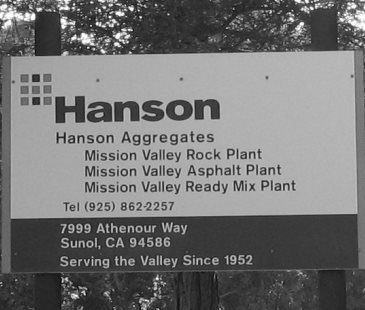 Hanson
Hanson Aggregates
Mission Valley Rock Plant
Mission Valley Asphalt Plant
Mission Valley Ready Mix Plant
Tel (925) 862-2257
7999 Athenour Way
Sunol, CA 94586
Serving the Valley Since 1952